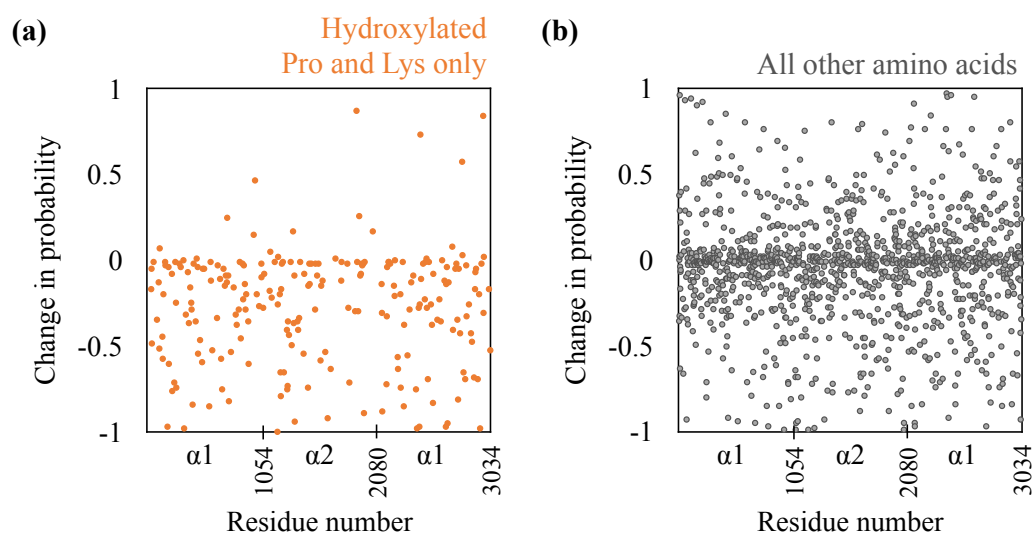 (a)
Hydroxylated
Pro and Lys only
Change in probability
1
0.5
0
-0.5
-1
α1
1054
α2
2080
α1
3034
Residue number
(b)
All other amino acids
Change in probability
1
0.5
0
-0.5
-1
α1
1054
α2
2080
α1
3034
Residue number